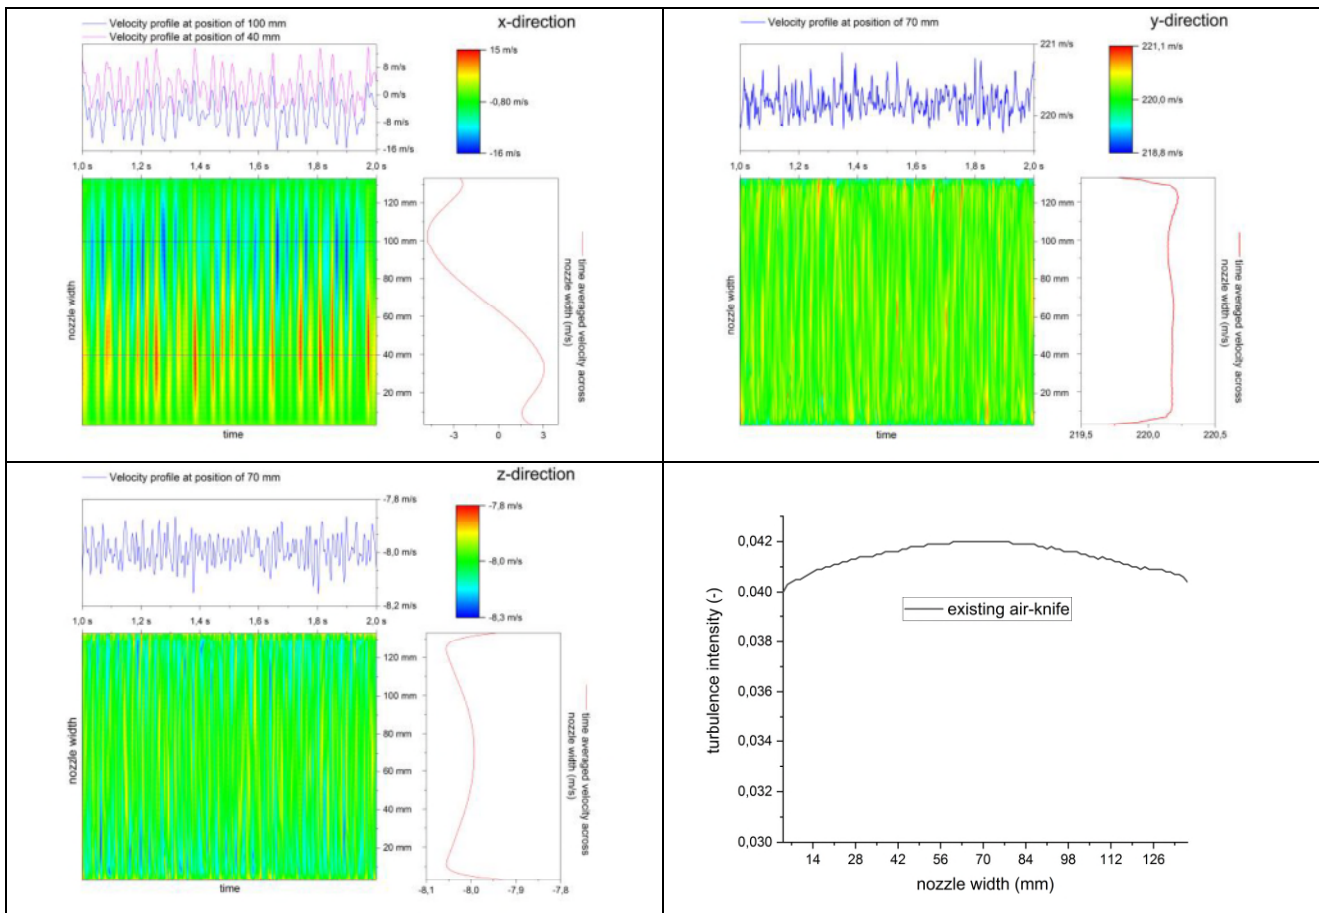 Velocity profile at position of 100 mm
Velocity profile at position of 40 mm
x-direction
8 m/s
0 m/s
-8 m/s
-16 m/s
15 m/s
-0,80 m/s
-16 m/s
1,0 s
1,2 s
1,4 s
1,6 s
1,8 s
2,0 s
120 mm
100 mm
80 mm
60 mm
40 mm
20 mm
nozzle width
time
-3
0
3
time averaged velocity across
nozzle width (m/s)
Velocity profile at position of 70 mm
y-direction
221 m/s
220 m/s
221,1 m/s
220,0 m/s
218,8 m/s
1,0 s
1,2 s
1,4 s
1,6 s
1,8 s
2,0 s
120 mm
100 mm
80 mm
60 mm
40 mm
20 mm
nozzle width
time
219,5
220,0
220,5
time averaged velocity across
nozzle width (m/s)
Velocity profile at position of 70 mm
z-direction
-7,8 m/s
-8,0 m/s
-8,2 m/s
-7,8 m/s
-8,0 m/s
-8,3 m/s
1,0 s
1,2 s
1,4 s
1,6 s
1,8 s
2,0 s
120 mm
100 mm
80 mm
60 mm
40 mm
20 mm
nozzle width
time
-8,1
-8,0
-7,9
-7,8
time averaged velocity across
nozzle width (m/s)
0,042
0,040
0,038
0,036
0,034
0,032
0,030
turbulence intensity (-)
existing air-knife
14
28
42
56
70
84
98
112
126
nozzle width (mm)